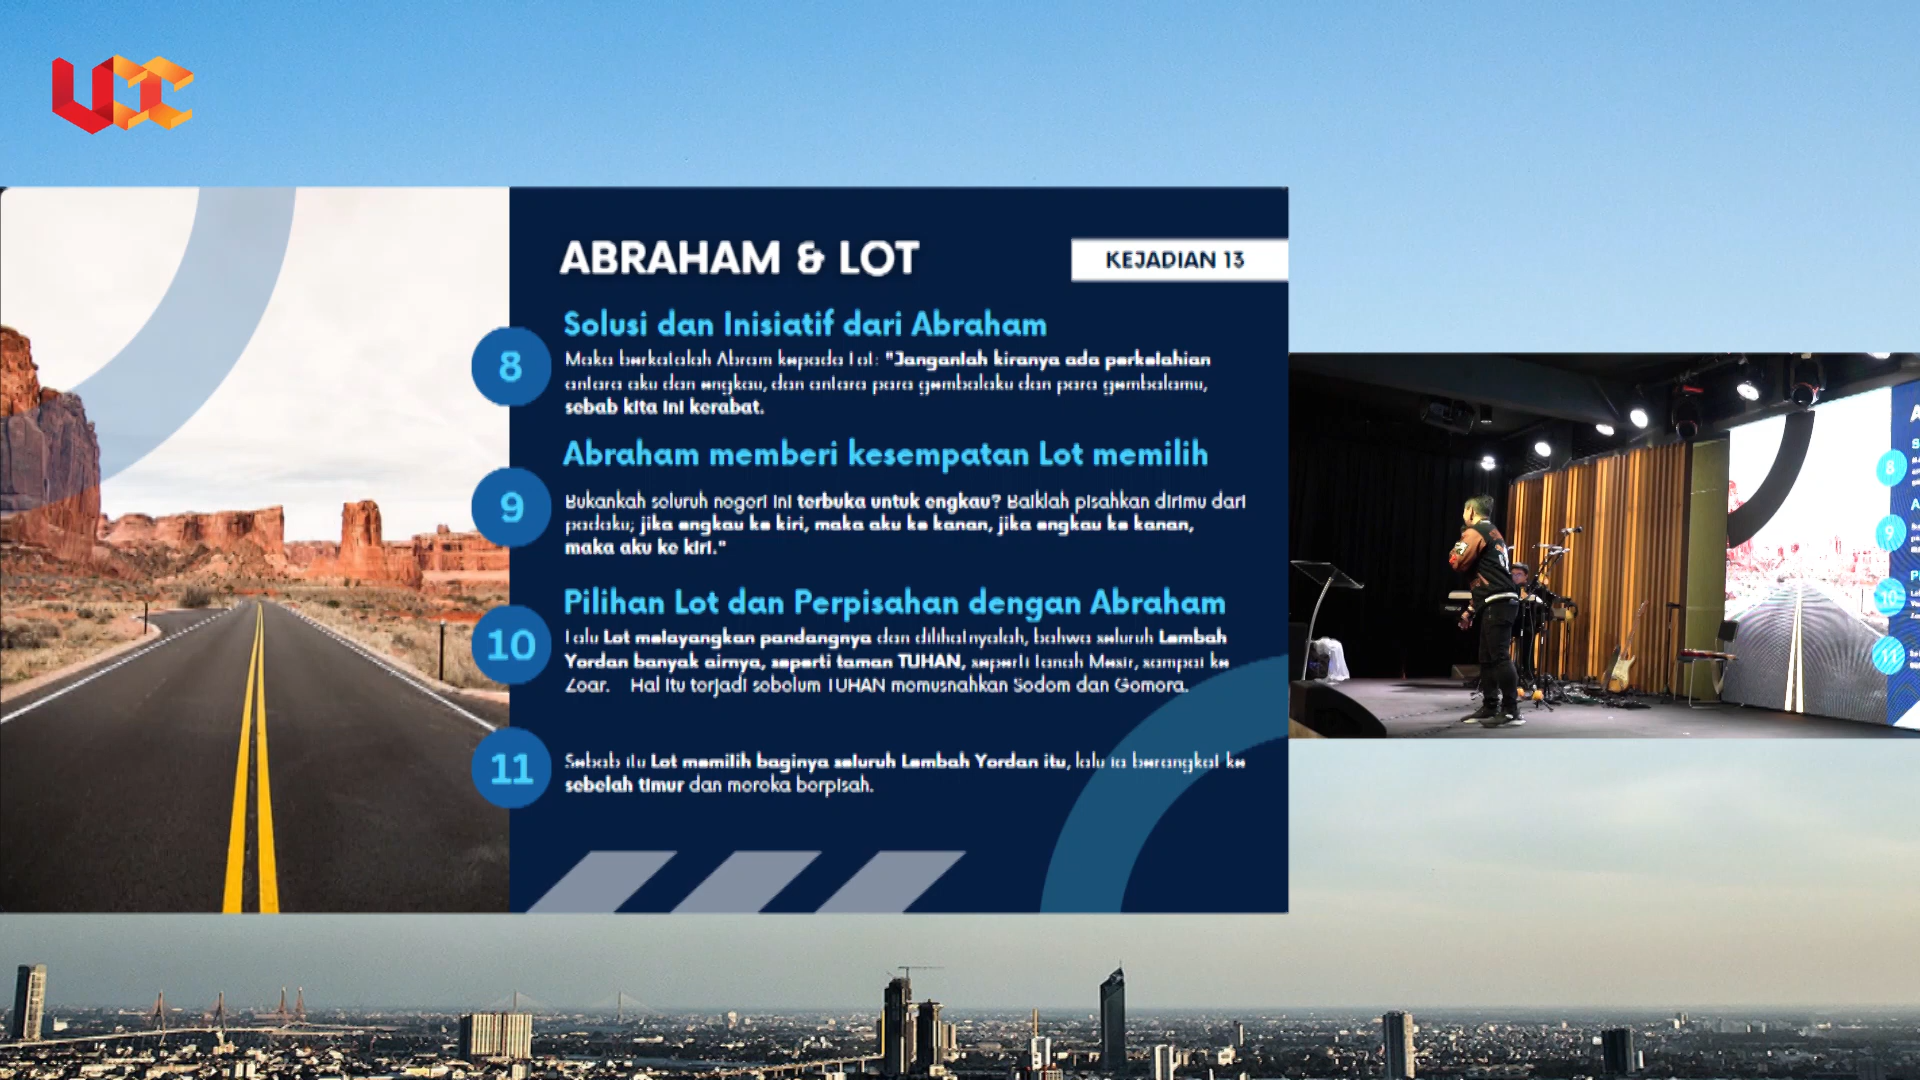 UCC
ABRAHAM & LOT
KEJADIAN 13
Solusi dan Inisiatif dari Abraham
8
Maka berkatalah Abram kepada Lot: "Janganlah kiranya ada perkelahian
antara aku dan engkau, dan antara para gembalaku dan para gembalamu,
sebab kita ini kerabat.
Abraham memberi kesempatan Lot memilih
9
Bukankah seluruh negeri ini terbuka untuk engkau? Baiklah pisahkan dirimu dari
padaku; jika engkau ke kiri, maka aku ke kanan, jika engkau ke kanan,
maka aku ke kiri."
Pilihan Lot dan Perpisahan dengan Abraham
10
Lalu Lot melayangkan pandangnya dan dilihatnyalah, bahwa seluruh Lembah
Yordan banyak airnya, seperti taman TUHAN, seperti tanah Mesir, sampai ke
Zoar. Hal itu terjadi sebelum TUHAN memusnahkan Sodom dan Gomora.
11
Sebab itu Lot memilih baginya seluruh Lembah Yordan itu, lalu ia berangkat ke
sebelah timur dan mereka berpisah.
8
9
10
11